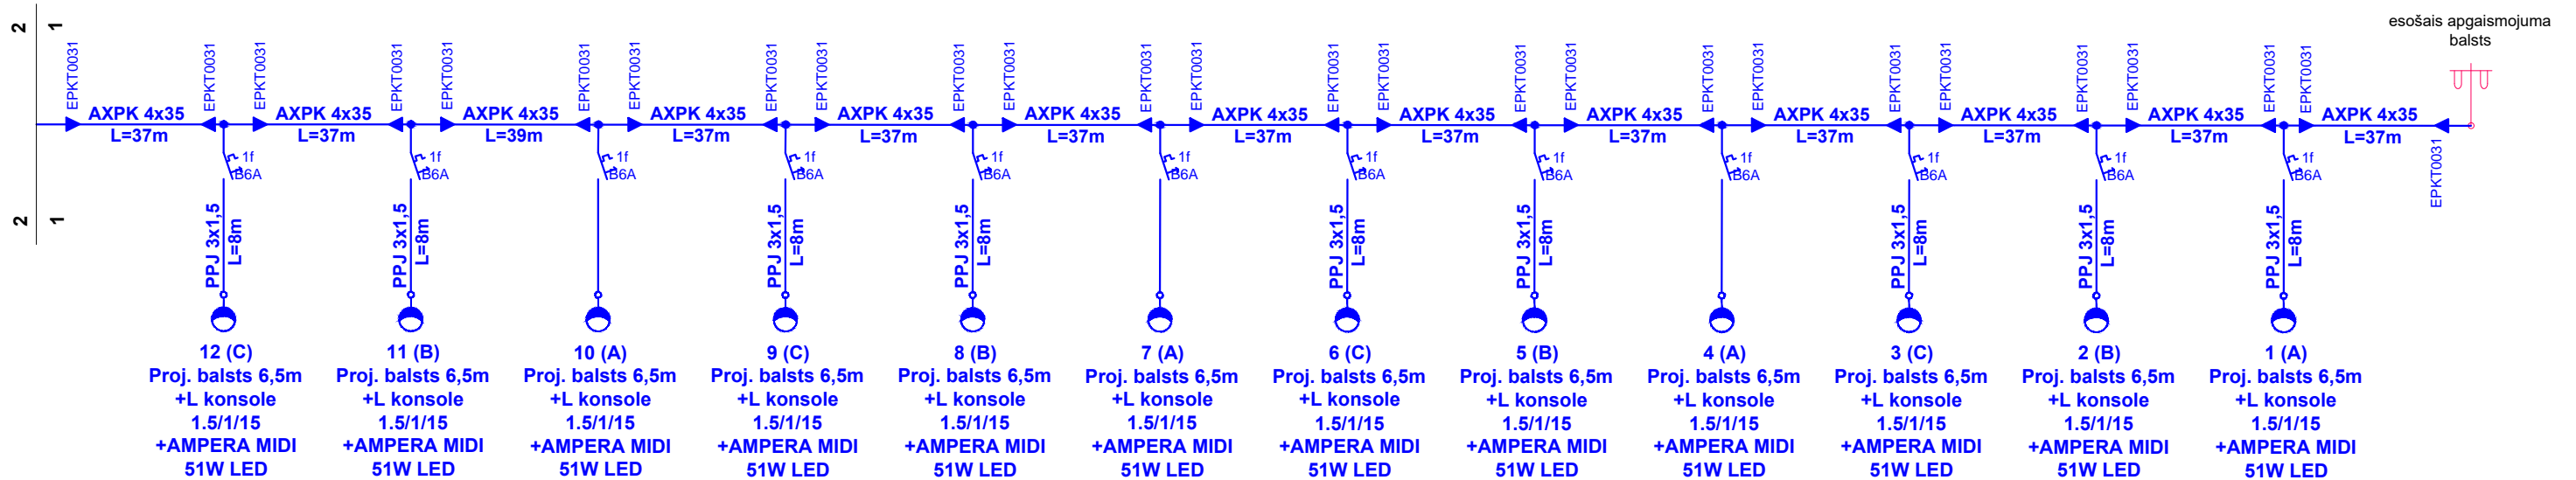 2 1
esošais apgaismojuma
balsts
EPKT0031 EPKT0031 EPKT0031 EPKT0031 EPKT0031 EPKT0031 EPKT0031 EPKT0031 EPKT0031 EPKT0031 EPKT0031 EPKT0031 EPKT0031 EPKT0031 EPKT0031 EPKT0031 EPKT0031 EPKT0031 EPKT0031 EPKT0031 EPKT0031 EPKT0031 EPKT0031 EPKT0031 EPKT0031
AXPK 4x35 AXPK 4x35 AXPK 4x35 AXPK 4x35 AXPK 4x35 AXPK 4x35 AXPK 4x35 AXPK 4x35 AXPK 4x35 AXPK 4x35 AXPK 4x35 AXPK 4x35 AXPK 4x35
L=37m L=37m L=39m L=37m L=37m L=37m L=37m L=37m L=37m L=37m L=37m L=37m L=37m
EPKT0031
1f 1f 1f 1f 1f 1f 1f 1f 1f 1f 1f 1f
B6A B6A B6A B6A B6A B6A B6A B6A B6A B6A B6A B6A
2 1
PPJ 3x1,5 L=8m
PPJ 3x1,5 L=8m
PPJ 3x1,5 L=8m
PPJ 3x1,5 L=8m
PPJ 3x1,5 L=8m
PPJ 3x1,5 L=8m
PPJ 3x1,5 L=8m
PPJ 3x1,5 L=8m
PPJ 3x1,5 L=8m
12 (C)
Proj. balsts 6,5m
+L konsole
1.5/1/15
+AMPERA MIDI
51W LED
11 (B)
Proj. balsts 6,5m
+L konsole
1.5/1/15
+AMPERA MIDI
51W LED
10 (A)
Proj. balsts 6,5m
+L konsole
1.5/1/15
+AMPERA MIDI
51W LED
9 (C)
Proj. balsts 6,5m
+L konsole
1.5/1/15
+AMPERA MIDI
51W LED
8 (B)
Proj. balsts 6,5m
+L konsole
1.5/1/15
+AMPERA MIDI
51W LED
7 (A)
Proj. balsts 6,5m
+L konsole
1.5/1/15
+AMPERA MIDI
51W LED
6 (C)
Proj. balsts 6,5m
+L konsole
1.5/1/15
+AMPERA MIDI
51W LED
5 (B)
Proj. balsts 6,5m
+L konsole
1.5/1/15
+AMPERA MIDI
51W LED
4 (A)
Proj. balsts 6,5m
+L konsole
1.5/1/15
+AMPERA MIDI
51W LED
3 (C)
Proj. balsts 6,5m
+L konsole
1.5/1/15
+AMPERA MIDI
51W LED
2 (B)
Proj. balsts 6,5m
+L konsole
1.5/1/15
+AMPERA MIDI
51W LED
1 (A)
Proj. balsts 6,5m
+L konsole
1.5/1/15
+AMPERA MIDI
51W LED